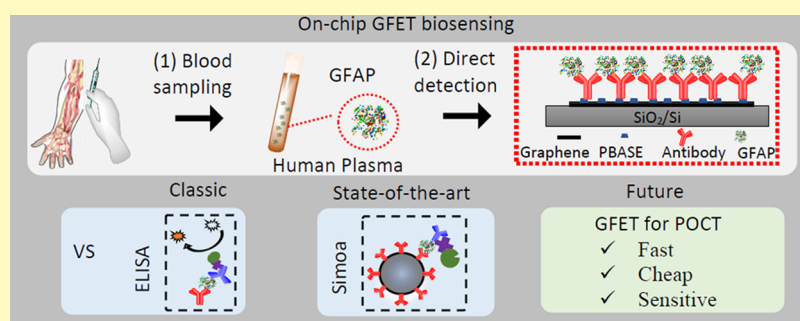 On-chip GFET biosensing
(1) Blood
sampling
GFAP
Human Plasma
(2) Direct
detection
SiO2/Si
Graphene PBASE Antibody GFAP
Classic
State-of-the-art
Future
VS
ELISA
Simoa
GFET for POCT
✓ Fast
✓ Cheap
✓ Sensitive